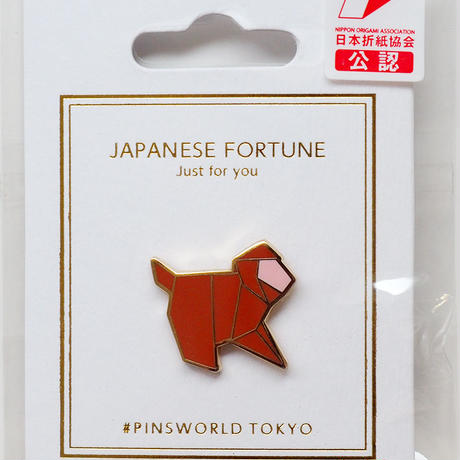 NIPPON ORIGAMI ASSOCIATION
日本折紙協会
公認
JAPANESE FORTUNE
Just for you
#PINSWORLD TOKYO